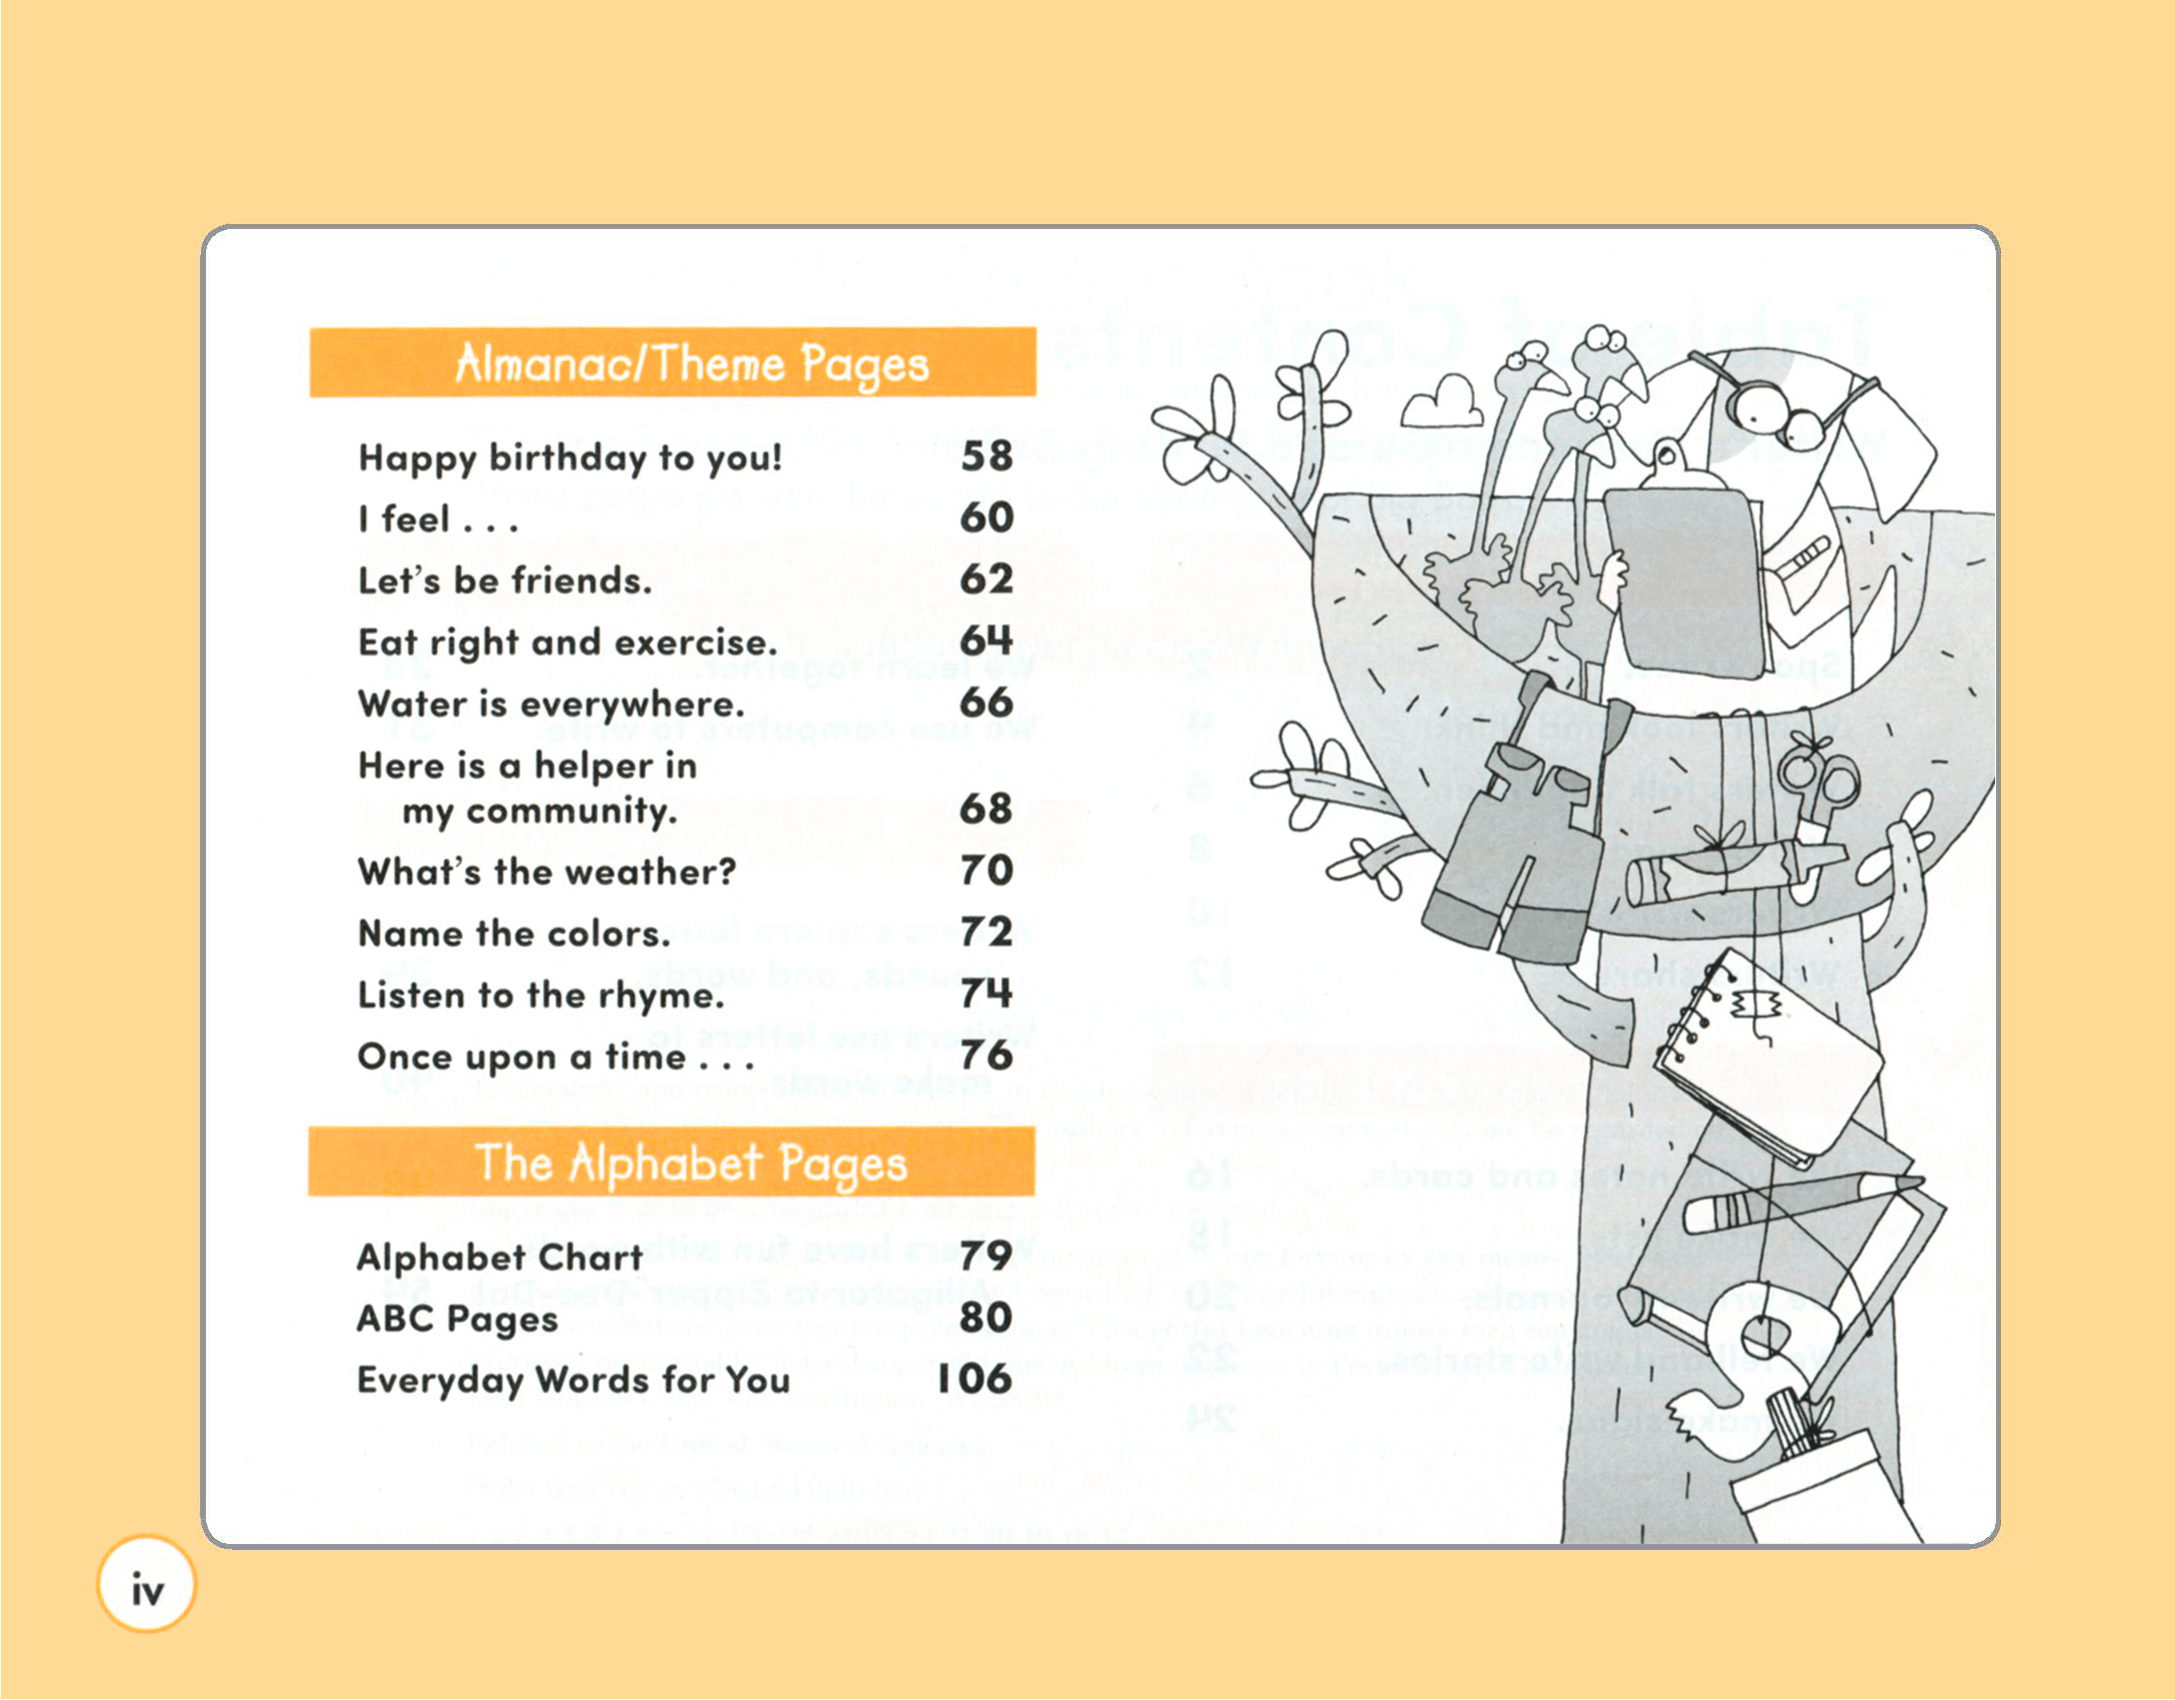 Almanac/Theme Pages
Happy birthday to you! 58
I feel . . . 60
Let's be friends. 62
Eat right and exercise. 64
Water is everywhere. 66
Here is a helper in
my community. 68
What's the weather? 70
Name the colors. 72
Listen to the rhyme. 74
Once upon a time . . . 76
The Alphabet Pages
Alphabet Chart 79
ABC Pages 80
Everyday Words for You 106
iv